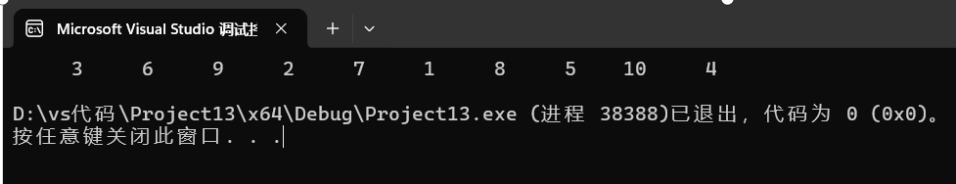 Microsoft Visual Studio 调试
3 6 9 2 7 1 8 5 10 4
D:\vs代码\Project13\x64\Debug\Project13.exe (进程 38388)已退出，代码为 0 (0x0)。
按任意键关闭此窗口. . .